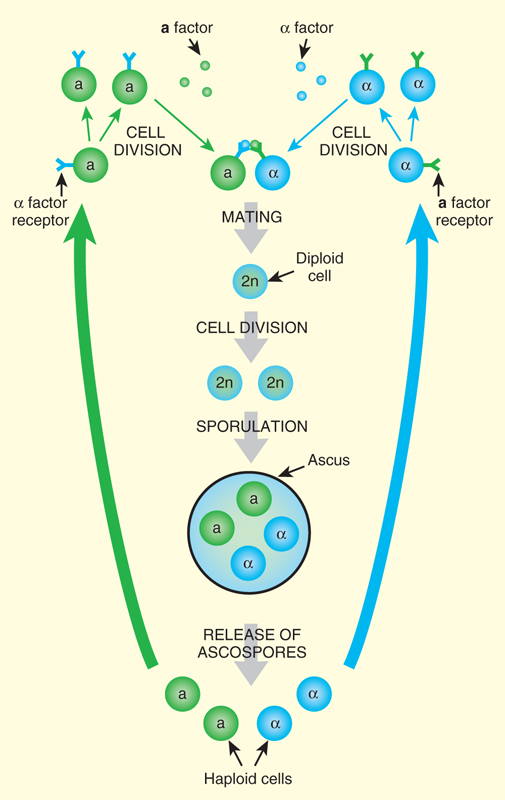 a factor
α factor
a
a
α
α
CELL
DIVISION
CELL
DIVISION
a
α
a
α
α factor
receptor
a factor
receptor
MATING
2n
Diploid
cell
CELL DIVISION
2n
2n
SPORULATION
Ascus
a
a
α
α
RELEASE OF
ASCOSPORES
a
α
a
α
Haploid cells